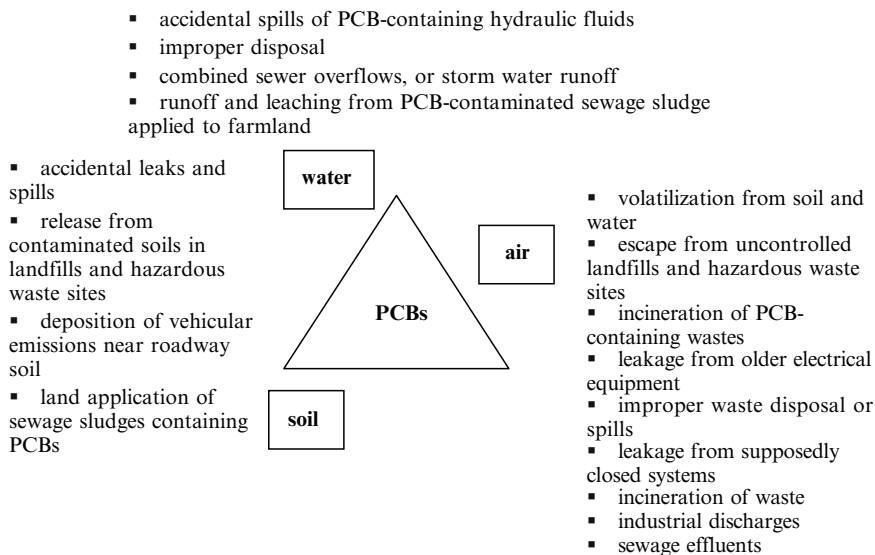 ▪ accidental spills of PCB-containing hydraulic fluids
▪ improper disposal
▪ combined sewer overflows, or storm water runoff
▪ runoff and leaching from PCB-contaminated sewage sludge
applied to farmland
water
▪ accidental leaks and
spills
▪ release from
contaminated soils in
landfills and hazardous
waste sites
▪ deposition of vehicular
emissions near roadway
soil
▪ land application of
sewage sludges containing
PCBs
air
PCBs
soil
▪ volatilization from soil and
water
▪ escape from uncontrolled
landfills and hazardous waste
sites
▪ incineration of PCB-
containing wastes
▪ leakage from older electrical
equipment
▪ improper waste disposal or
spills
▪ leakage from supposedly
closed systems
▪ incineration of waste
▪ industrial discharges
▪ sewage effluents